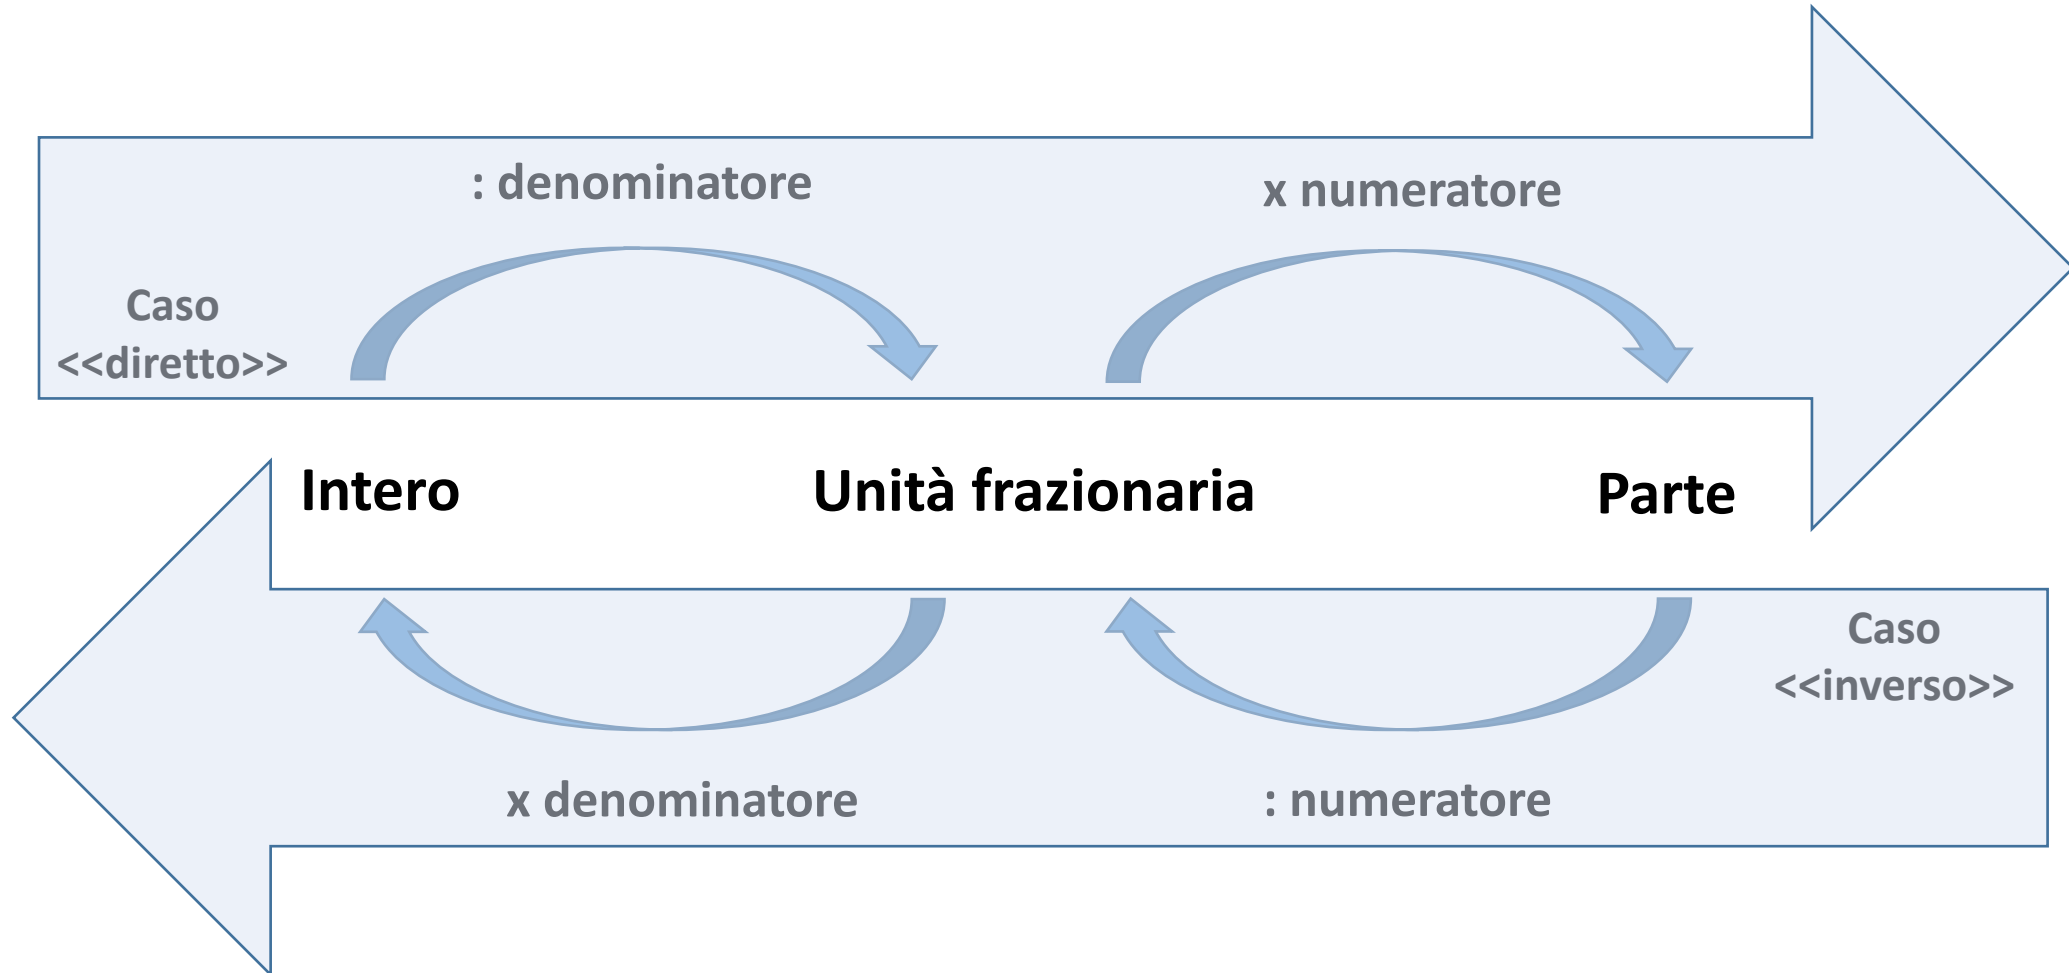 : denominatore
x numeratore
Caso
<<diretto>>
Intero
Unità frazionaria
Parte
Caso
<<inverso>>
x denominatore
: numeratore